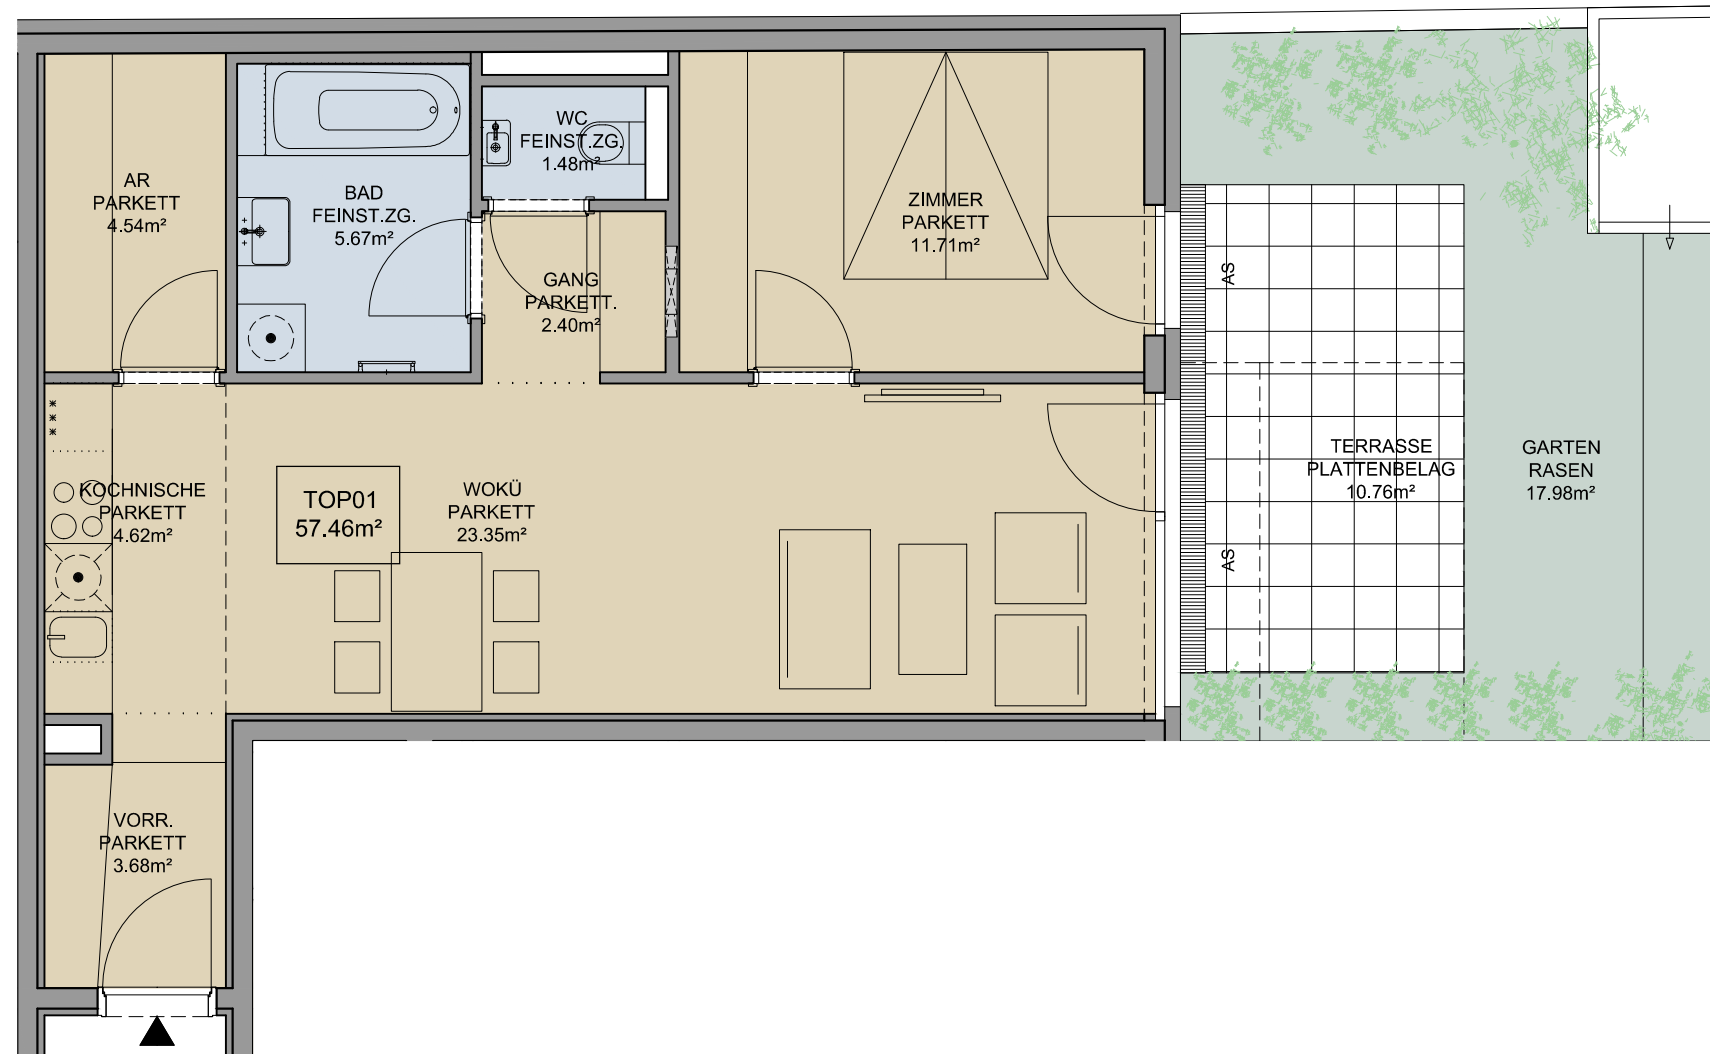 AR
PARKETT
4.54m²
BAD
FEINST.ZG.
5.67m²
WC
FEINST.ZG.
1.48m²
GANG
PARKETT.
2.40m²
ZIMMER
PARKETT
11.71m²
AS
KOCHNISCHE
PARKETT
4.62m²
TOP01
57.46m²
WOKÜ
PARKETT
23.35m²
AS
TERRASSE
PLATTENBELAG
10.76m²
GARTEN
RASEN
17.98m²
VORR.
PARKETT
3.68m²